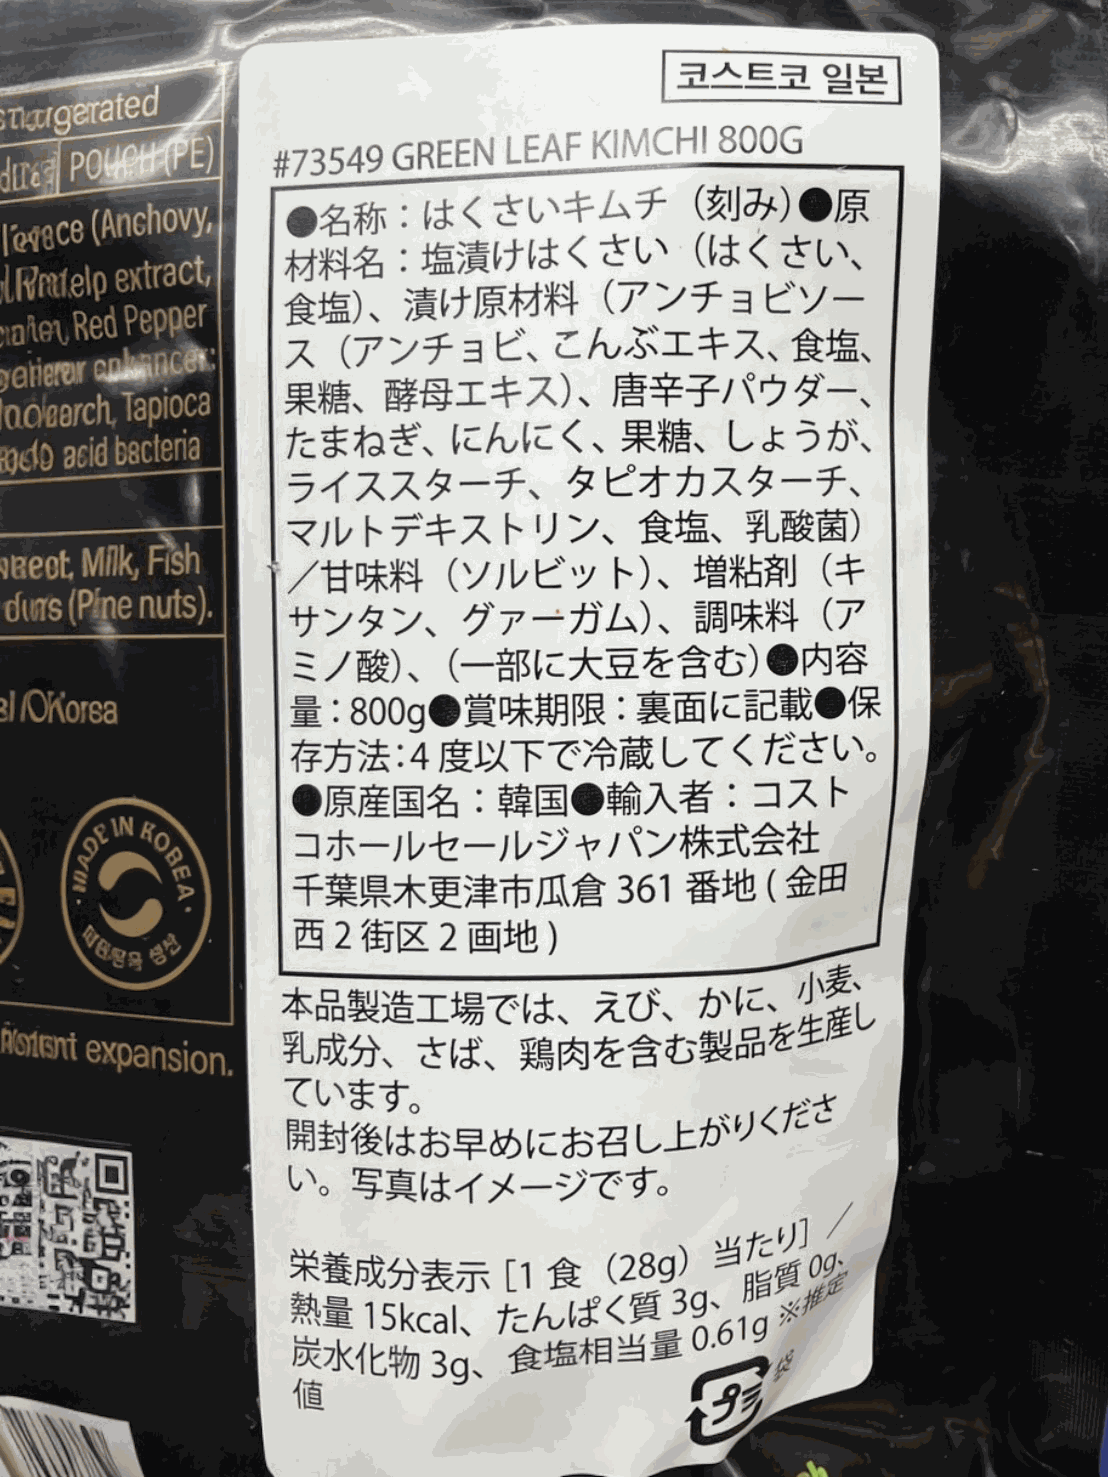 코스트코 일본
#73549 GREEN LEAF KIMCHI 800G
●名称：はくさいキムチ（刻み）●原
材料名：塩漬けはくさい（はくさい、
食塩）、漬け原材料（アンチョビソー
ス（アンチョビ、こんぶエキス、食塩、
果糖、酵母エキス）、唐辛子パウダー、
たまねぎ、にんにく、果糖、しょうが、
ライススターチ、タピオカスターチ、
マルトデキストリン、食塩、乳酸菌）
／甘味料（ソルビット）、増粘剤（キ
サンタン、グァーガム）、調味料（ア
ミノ酸）、（一部に大豆を含む）●内容
量：800g●賞味期限：裏面に記載●保
存方法：4度以下で冷蔵してください。
●原産国名：韓国●輸入者：コスト
コホールセールジャパン株式会社
千葉県木更津市瓜倉 361 番地 ( 金田
西 2 街区 2 画地 )
本品製造工場では、えび、かに、小麦、
乳成分、さば、鶏肉を含む製品を生産し
ています。
開封後はお早めにお召し上がりくださ
い。写真はイメージです。
栄養成分表示［1 食（28g）当たり］／
熱量 15kcal、たんぱく質 3g、脂質 0g、
炭水化物 3g、食塩相当量 0.61g ※推定
値
プラ
袋
POUCH (PE)
(Anchovy,
extract,
Red Pepper
Tapioca
acid bacteria
Milk, Fish
(Pine nuts).
MADE IN KOREA
expansion.